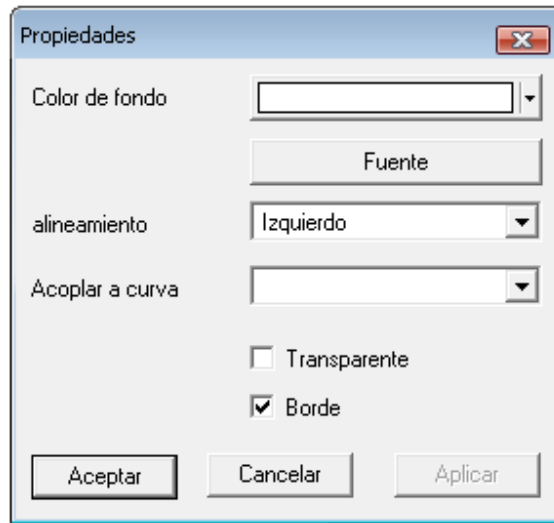 Propiedades
Color de fondo
Fuente
alineamiento Izquierdo
Acoplar a curva
Transparente
Borde
Aceptar Cancelar Aplicar